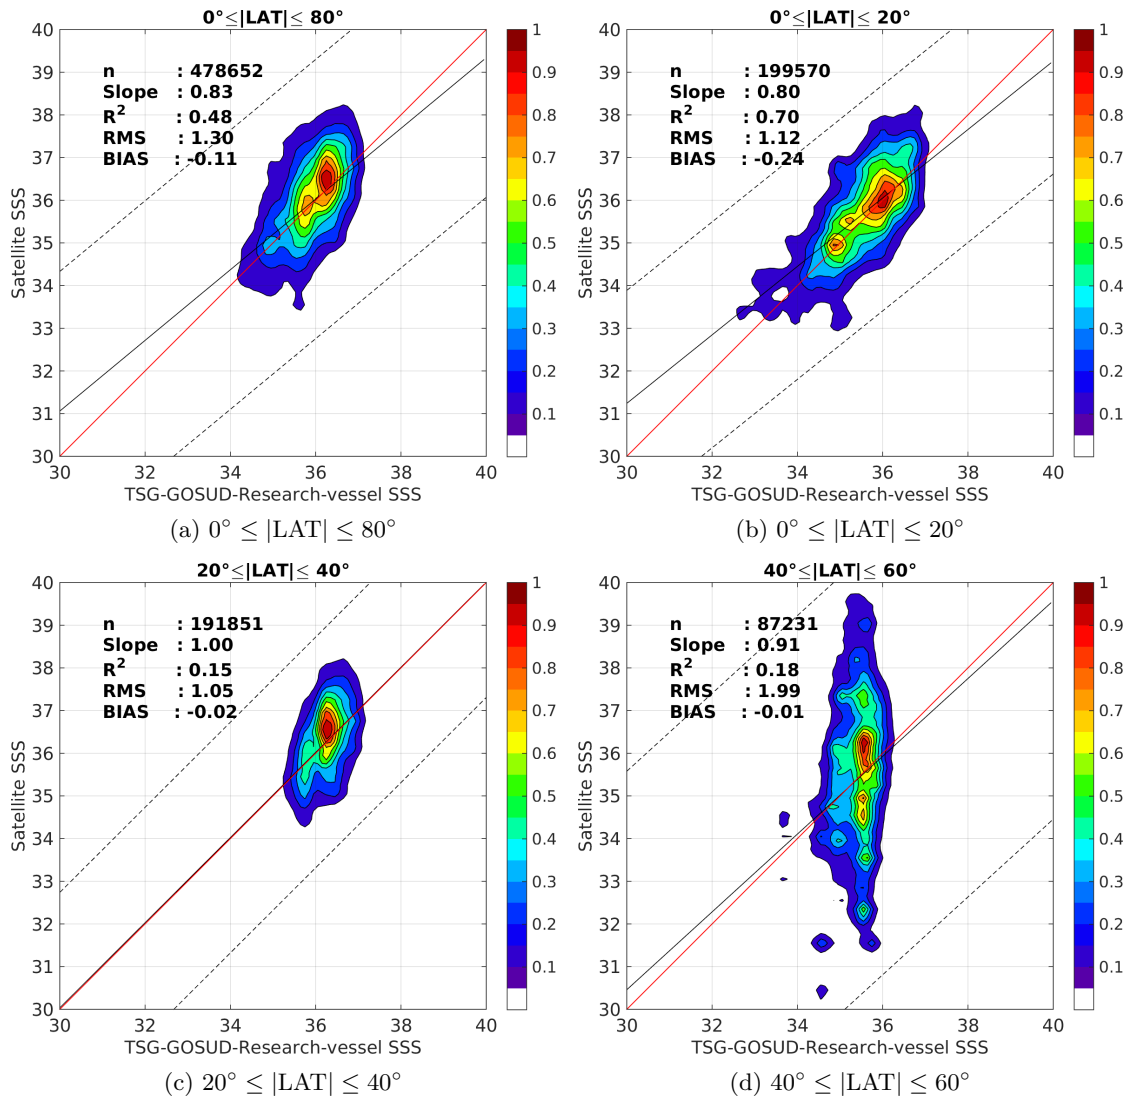 0°≤|LAT|≤ 80°
40
39
38
37
36
35
34
33
32
31
30
Satellite SSS
n : 478652
Slope : 0.83
R2 : 0.48
RMS : 1.30
BIAS : -0.11
30 32 34 36 38 40
TSG-GOSUD-Research-vessel SSS
1
0.9
0.8
0.7
0.6
0.5
0.4
0.3
0.2
0.1
(a) 0° ≤ |LAT| ≤ 80°
0°≤|LAT|≤ 20°
40
39
38
37
36
35
34
33
32
31
30
Satellite SSS
n : 199570
Slope : 0.80
R2 : 0.70
RMS : 1.12
BIAS : -0.24
30 32 34 36 38 40
TSG-GOSUD-Research-vessel SSS
1
0.9
0.8
0.7
0.6
0.5
0.4
0.3
0.2
0.1
(b) 0° ≤ |LAT| ≤ 20°
20°≤|LAT|≤ 40°
40
39
38
37
36
35
34
33
32
31
30
Satellite SSS
n : 191851
Slope : 1.00
R2 : 0.15
RMS : 1.05
BIAS : -0.02
30 32 34 36 38 40
TSG-GOSUD-Research-vessel SSS
1
0.9
0.8
0.7
0.6
0.5
0.4
0.3
0.2
0.1
(c) 20° ≤ |LAT| ≤ 40°
40°≤|LAT|≤ 60°
40
39
38
37
36
35
34
33
32
31
30
Satellite SSS
n : 87231
Slope : 0.91
R2 : 0.18
RMS : 1.99
BIAS : -0.01
30 32 34 36 38 40
TSG-GOSUD-Research-vessel SSS
1
0.9
0.8
0.7
0.6
0.5
0.4
0.3
0.2
0.1
(d) 40° ≤ |LAT| ≤ 60°